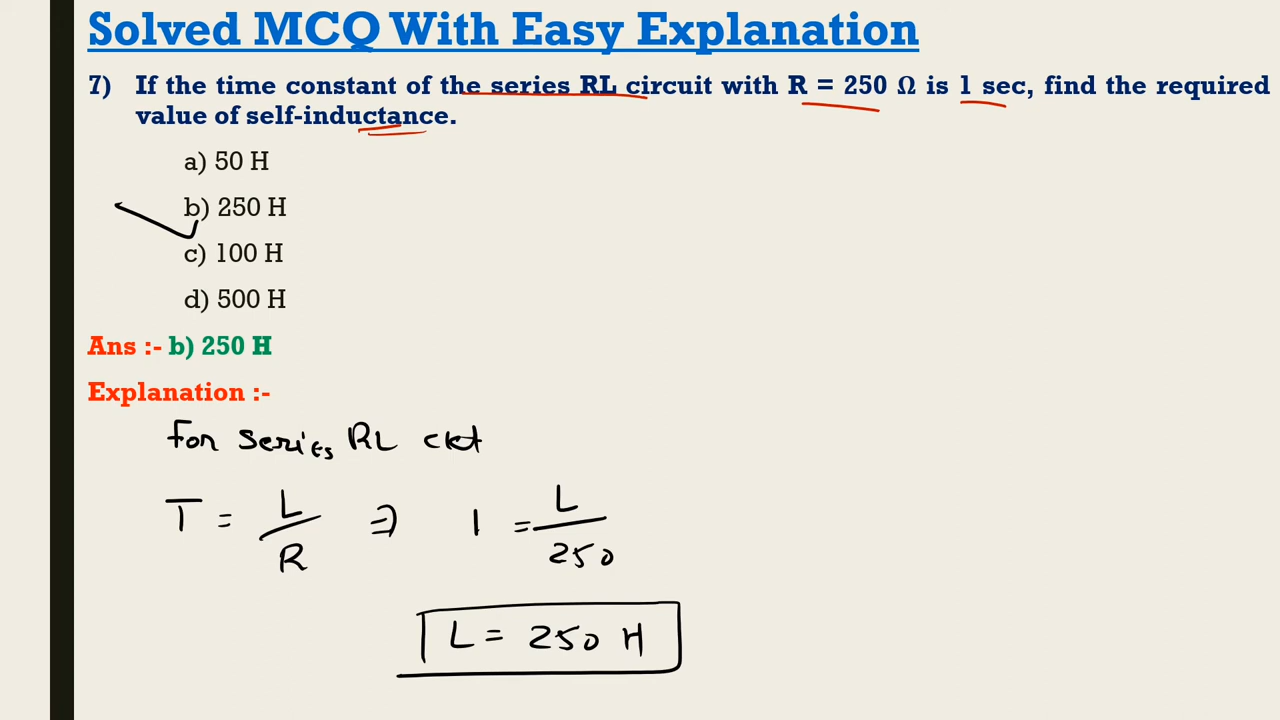 Solved MCQ With Easy Explanation
7) If the time constant of the series RL circuit with R = 250 Ω is 1 sec, find the required
value of self-inductance.
a) 50 H
b) 250 H
c) 100 H
d) 500 H
Ans :- b) 250 H
Explanation :-
For series RL ckt
T = L/R ⇒ 1 = L/250
L = 250 H